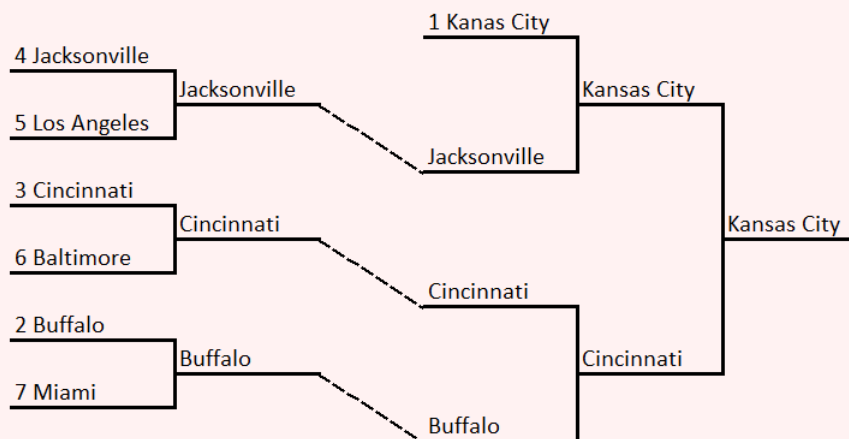 1 Kanas City
4 Jacksonville
Jacksonville
Kansas City
5 Los Angeles
Jacksonville
3 Cincinnati
Cincinnati
Kansas City
6 Baltimore
Cincinnati
2 Buffalo
Buffalo
Cincinnati
7 Miami
Buffalo